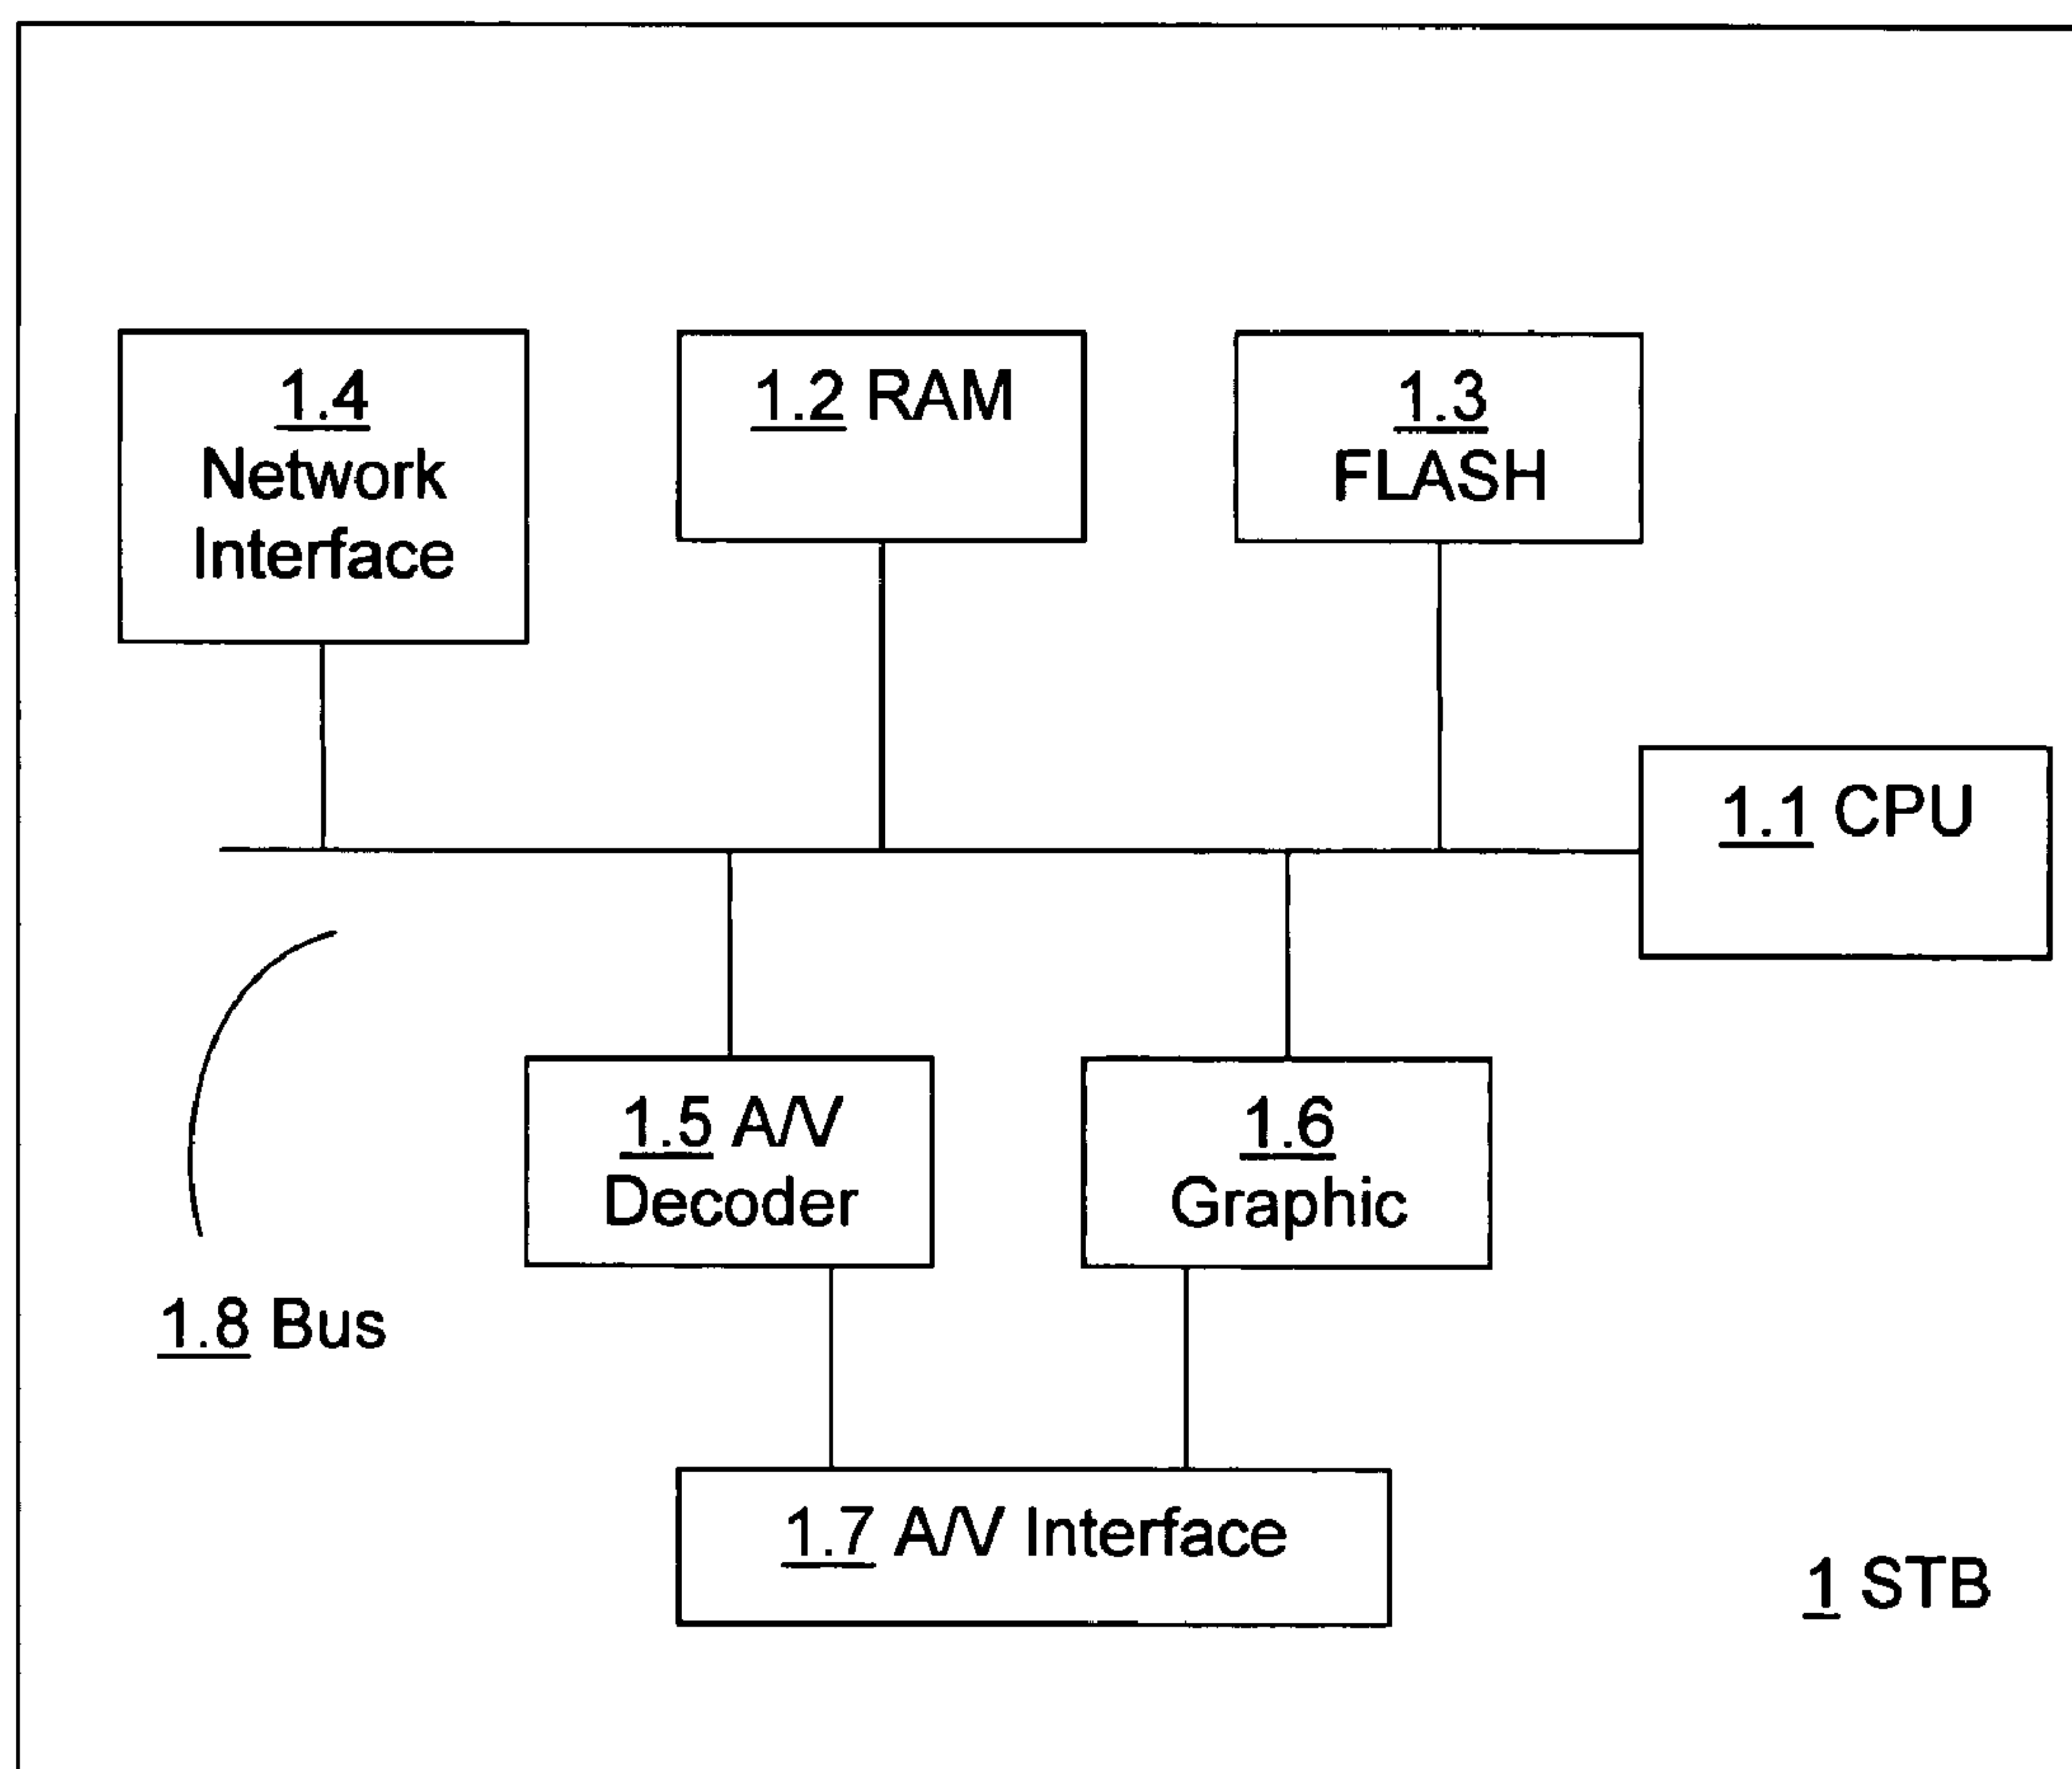 1.4
Network
Interface
1.2 RAM
1.3
FLASH
1.1 CPU
1.5 A/V
Decoder
1.6
Graphic
1.8 Bus
1.7 A/V Interface
1 STB